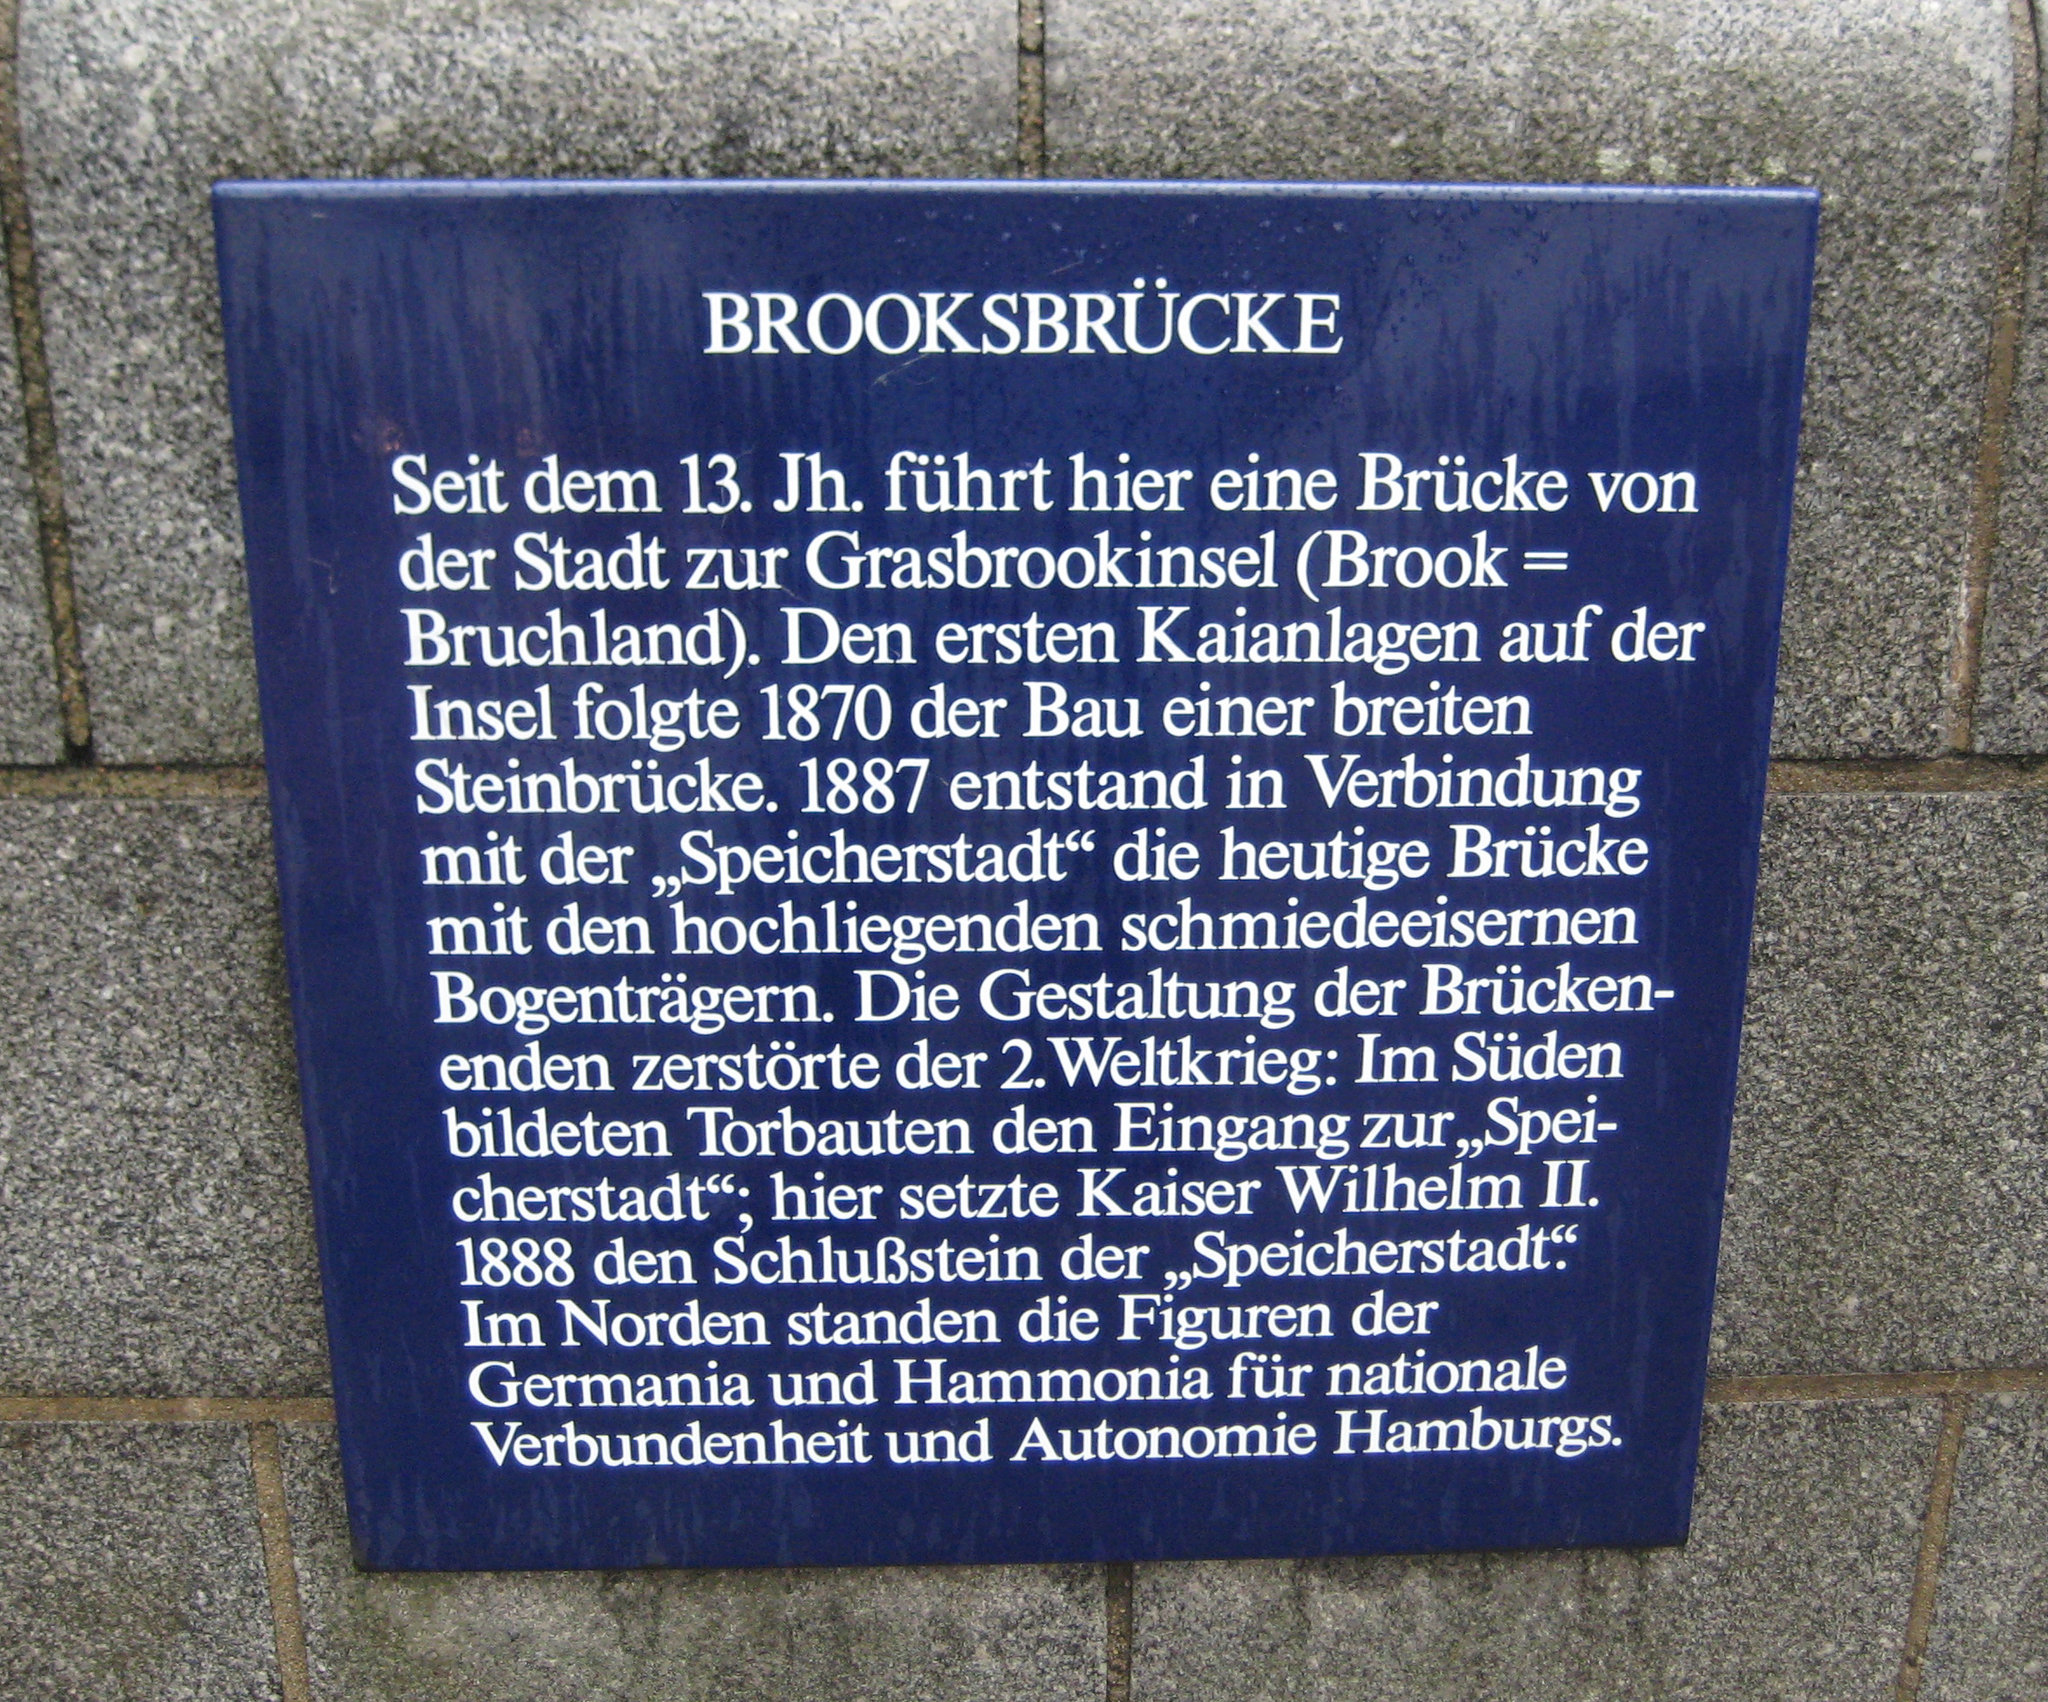 BROOKSBRÜCKE
Seit dem 13. Jh. führt hier eine Brücke von
der Stadt zur Grasbrookinsel (Brook =
Bruchland). Den ersten Kaianlagen auf der
Insel folgte 1870 der Bau einer breiten
Steinbrücke. 1887 entstand in Verbindung
mit der „Speicherstadt“ die heutige Brücke
mit den hochliegenden schmiedeeisernen
Bogenträgern. Die Gestaltung der Brücken-
enden zerstörte der 2. Weltkrieg: Im Süden
bildeten Torbauten den Eingang zur „Spei-
cherstadt“; hier setzte Kaiser Wilhelm II.
1888 den Schlußstein der „Speicherstadt“.
Im Norden standen die Figuren der
Germania und Hammonia für nationale
Verbundenheit und Autonomie Hamburgs.